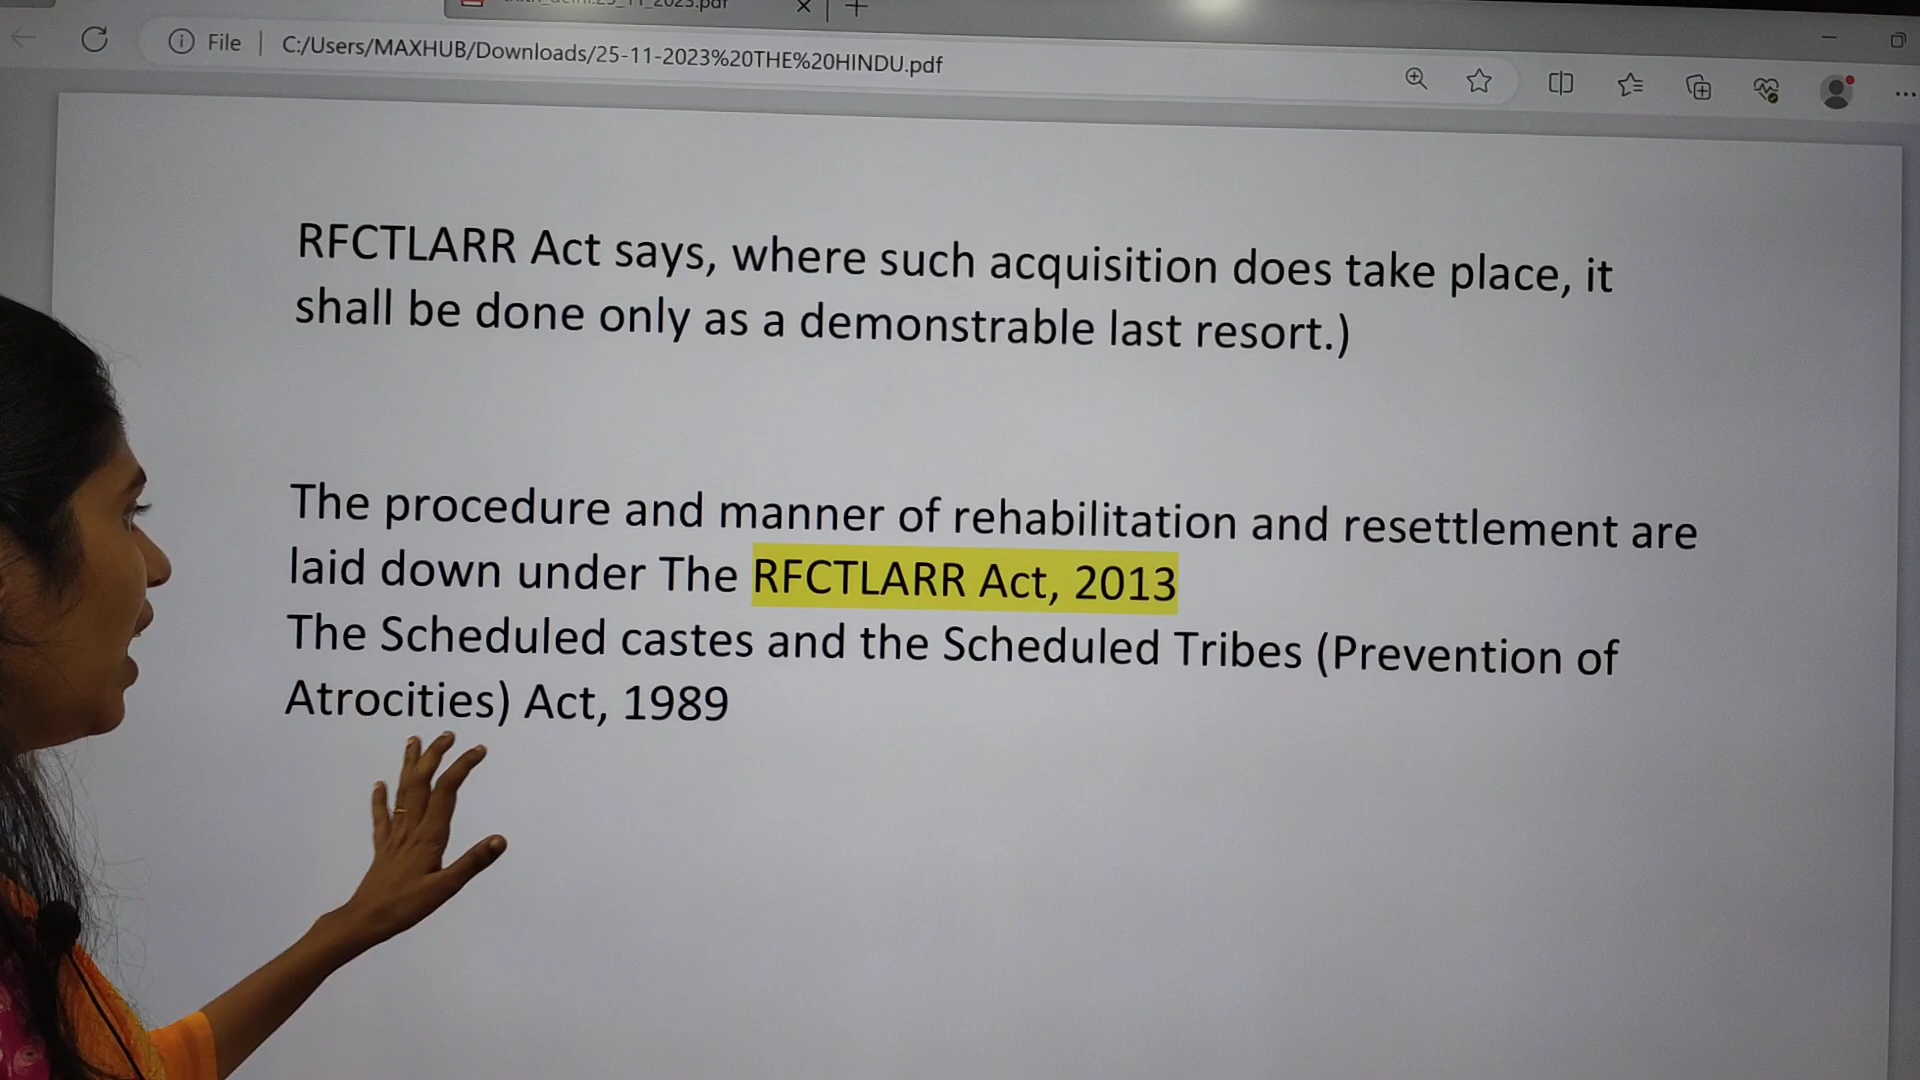 File | C:/Users/MAXHUB/Downloads/25-11-2023%20THE%20HINDU.pdf
RFCTLARR Act says, where such acquisition does take place, it
shall be done only as a demonstrable last resort.)
The procedure and manner of rehabilitation and resettlement are
laid down under The RFCTLARR Act, 2013
The Scheduled castes and the Scheduled Tribes (Prevention of
Atrocities) Act, 1989